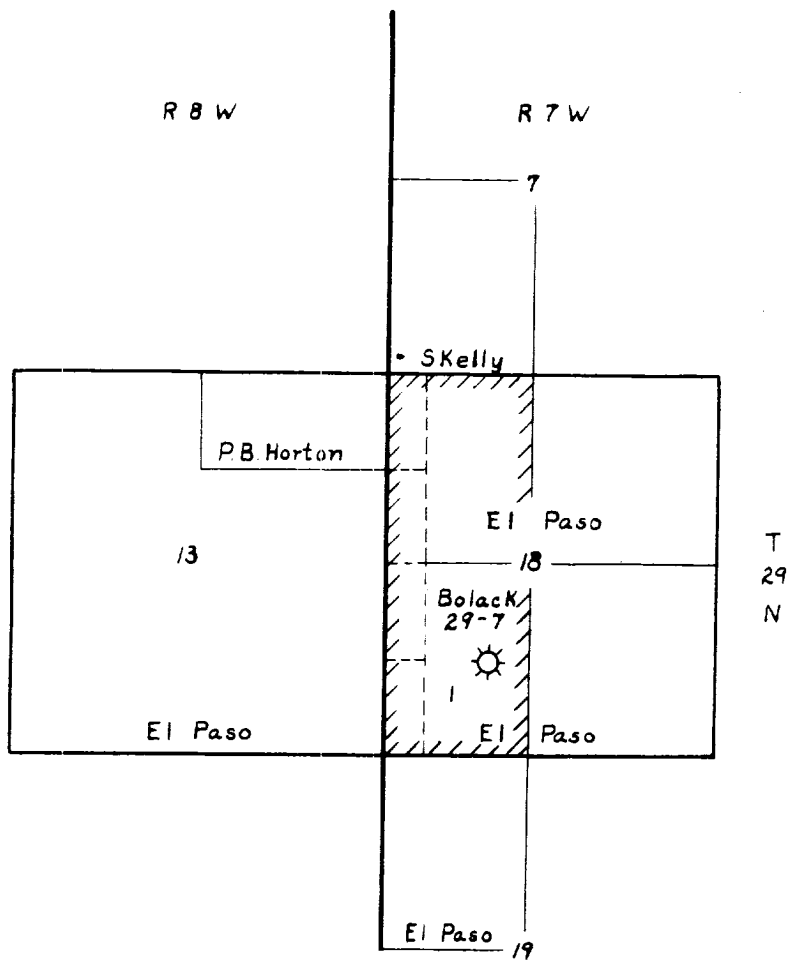 R 8 W
R 7 W
7
Skelly
P.B. Horton
El Paso
13
18
T
29
N
Bolack
29-7
1
El Paso
El Paso
El Paso
19